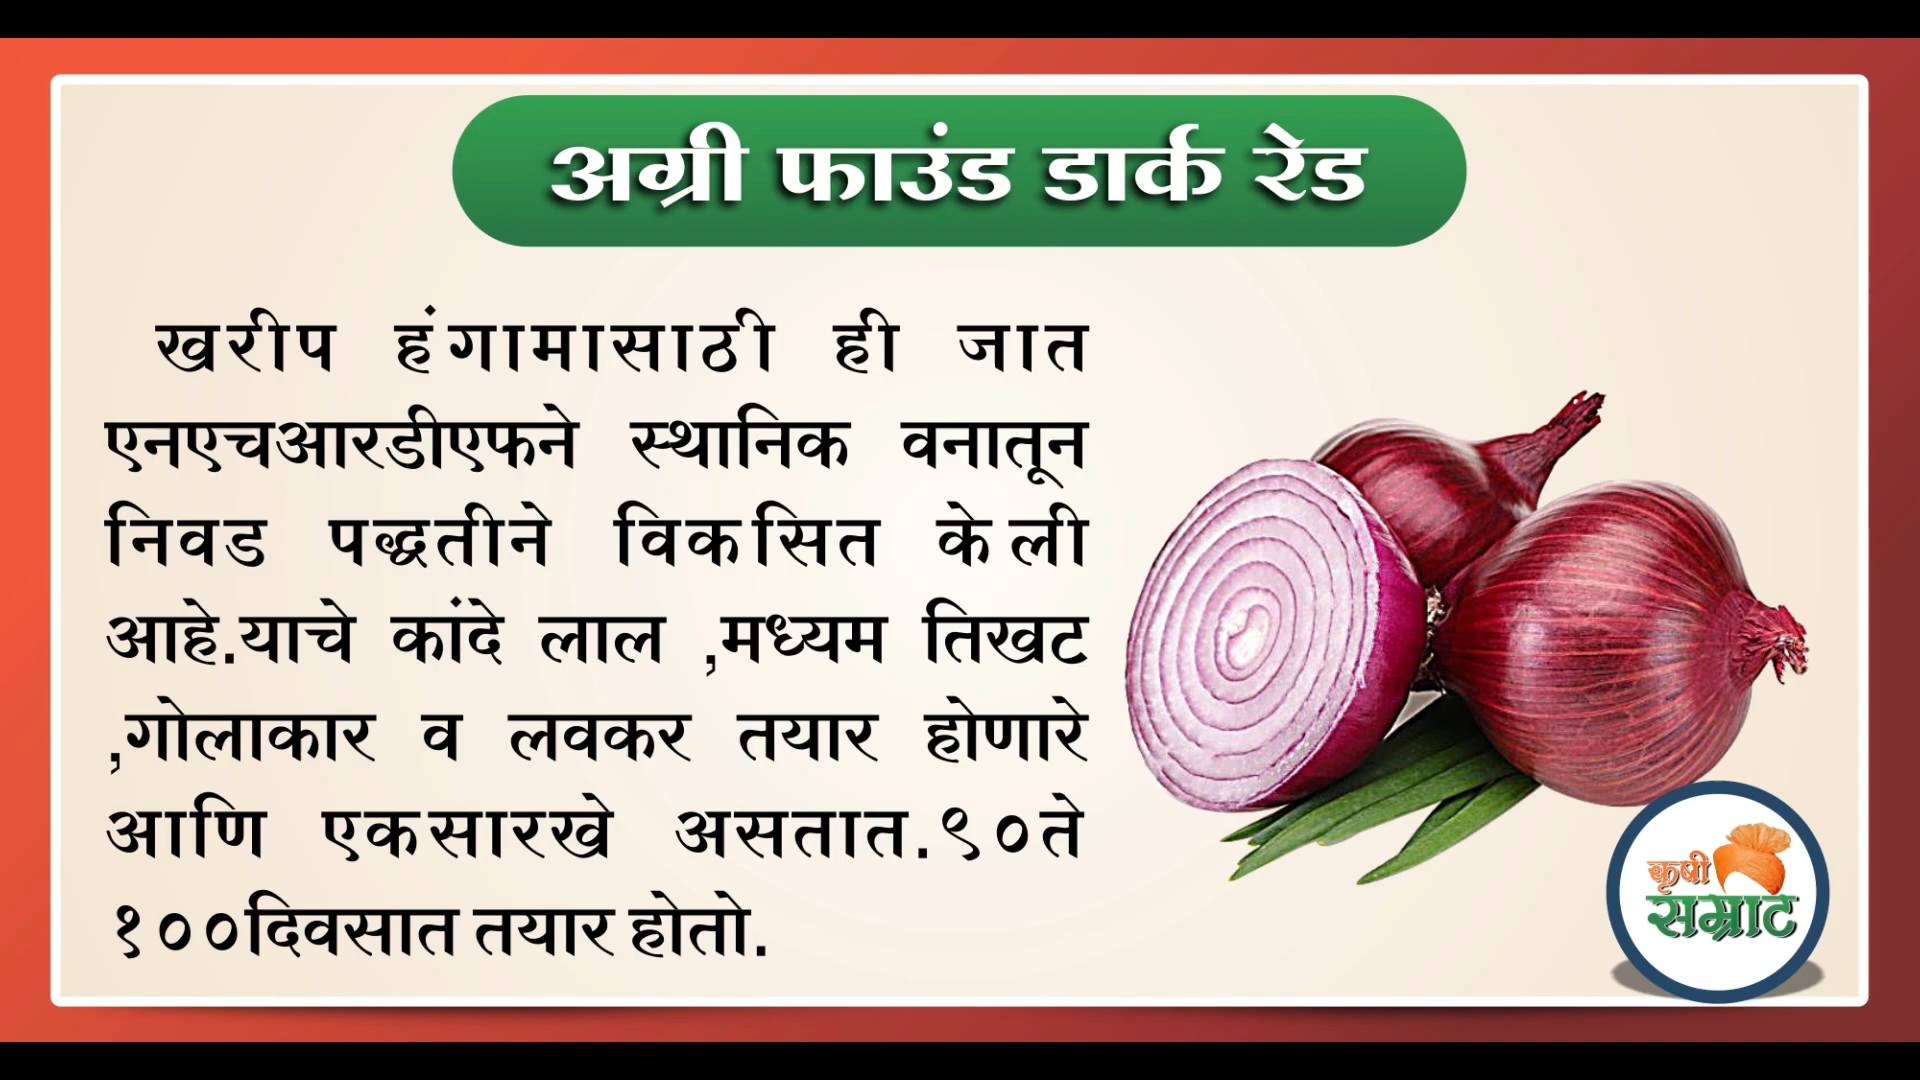 अग्री फाउंड डार्क रेड
खरीप हंगामासाठी ही जात
एनएचआरडीएफने स्थानिक वनातून
निवड पद्धतीने विकसित केली
आहे.याचे कांदे लाल ,मध्यम तिखट
,गोलाकार व लवकर तयार होणारे
आणि एकसारखे असतात.९०ते
१००दिवसात तयार होतो.
कृषी
सम्राट